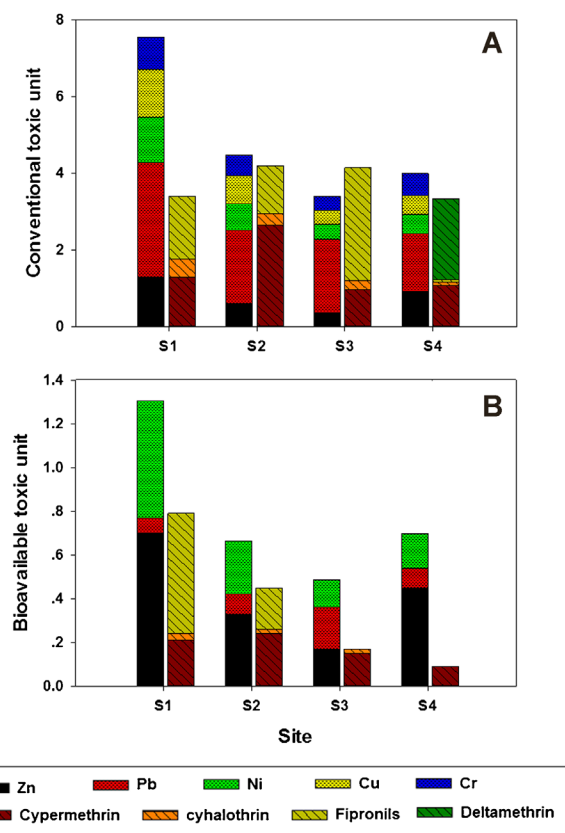 A
Conventional toxic unit
8
6
4
2
0
S1 S2 S3 S4
B
Bioavailable toxic unit
1.4
1.2
1.0
.8
.6
.4
.2
0.0
S1 S2 S3 S4
Site
Zn Pb Ni Cu Cr
Cypermethrin cyhalothrin Fipronils Deltamethrin